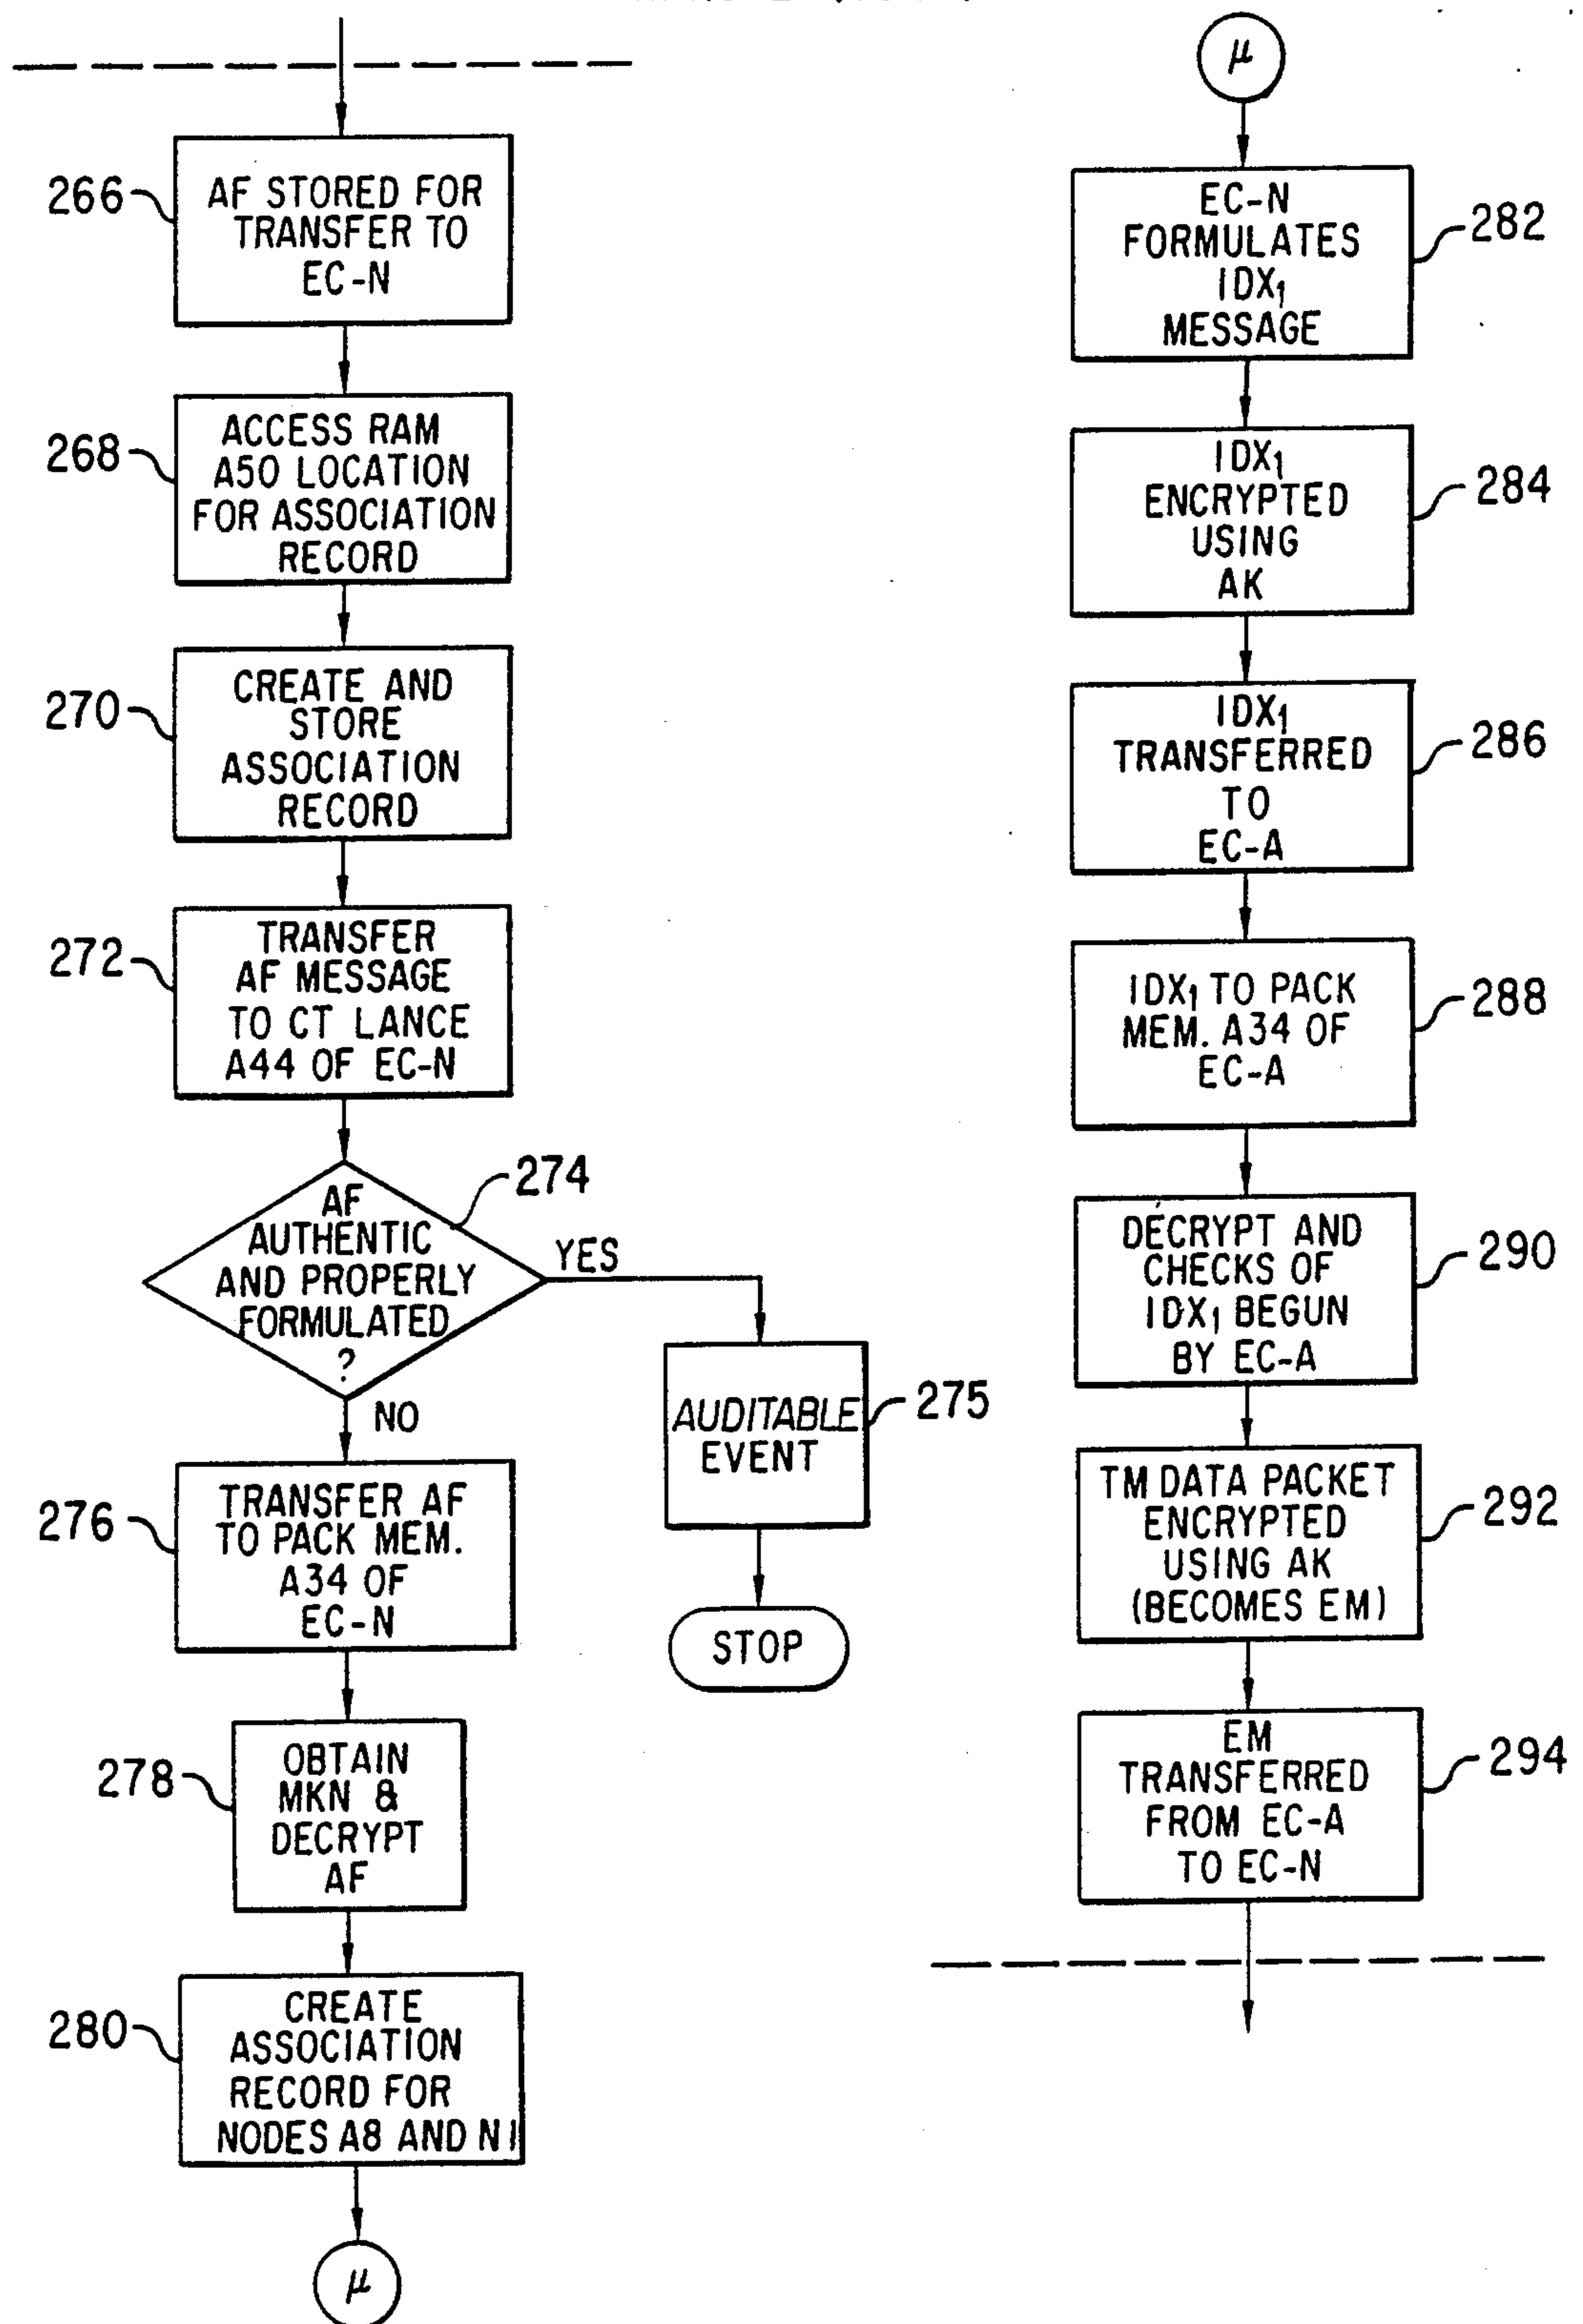 266
AF STORED FOR
TRANSFER TO
EC-N
268
ACCESS RAM
A50 LOCATION
FOR ASSOCIATION
RECORD
270
CREATE AND
STORE
ASSOCIATION
RECORD
272
TRANSFER
AF MESSAGE
TO CT LANCE
A44 OF EC-N
274
AF
AUTHENTIC
AND PROPERLY
FORMULATED
?
YES
NO
AUDITABLE
EVENT
275
STOP
276
TRANSFER AF
TO PACK MEM.
A34 OF
EC-N
278
OBTAIN
MKN &
DECRYPT
AF
280
CREATE
ASSOCIATION
RECORD FOR
NODES A8 AND N1
μ
μ
EC-N
FORMULATES
IDX₁
MESSAGE
282
IDX₁
ENCRYPTED
USING
AK
284
IDX₁
TRANSFERRED
TO
EC-A
286
IDX₁ TO PACK
MEM. A34 OF
EC-A
288
DECRYPT AND
CHECKS OF
IDX₁ BEGUN
BY EC-A
290
TM DATA PACKET
ENCRYPTED
USING AK
(BECOMES EM)
292
EM
TRANSFERRED
FROM EC-A
TO EC-N
294